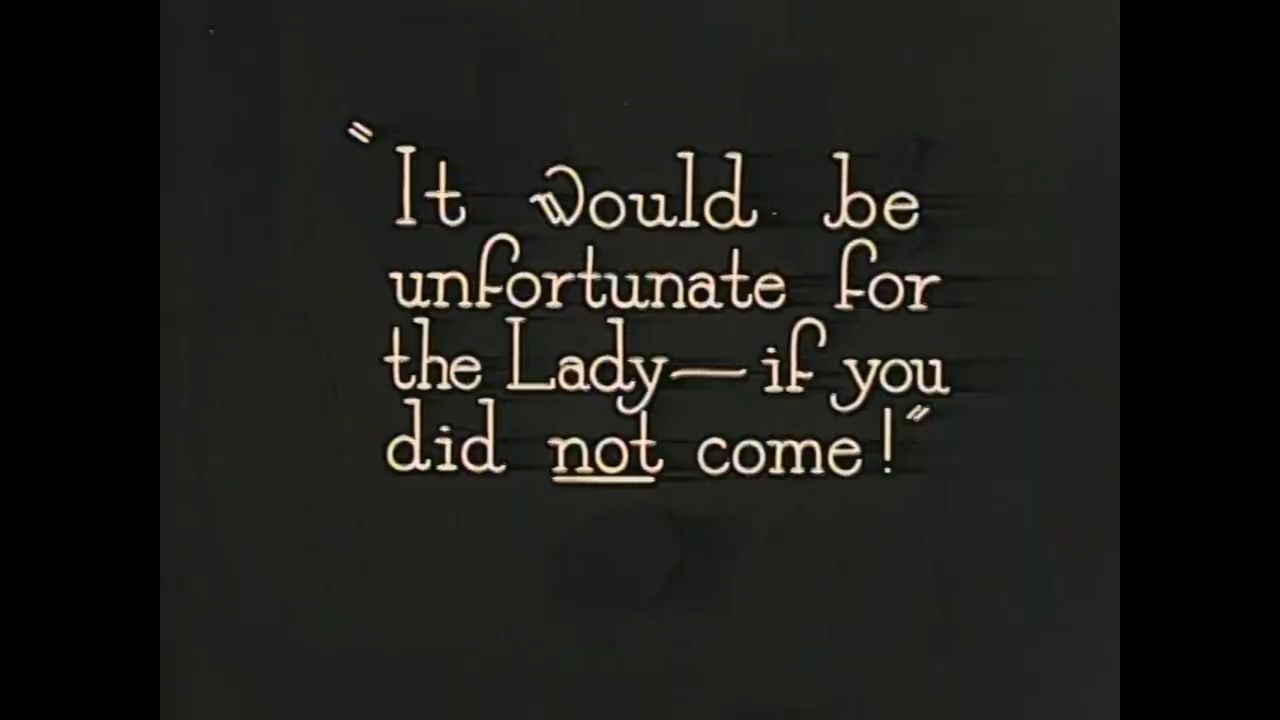 "It would be
unfortunate for
the Lady—if you
did not come!"